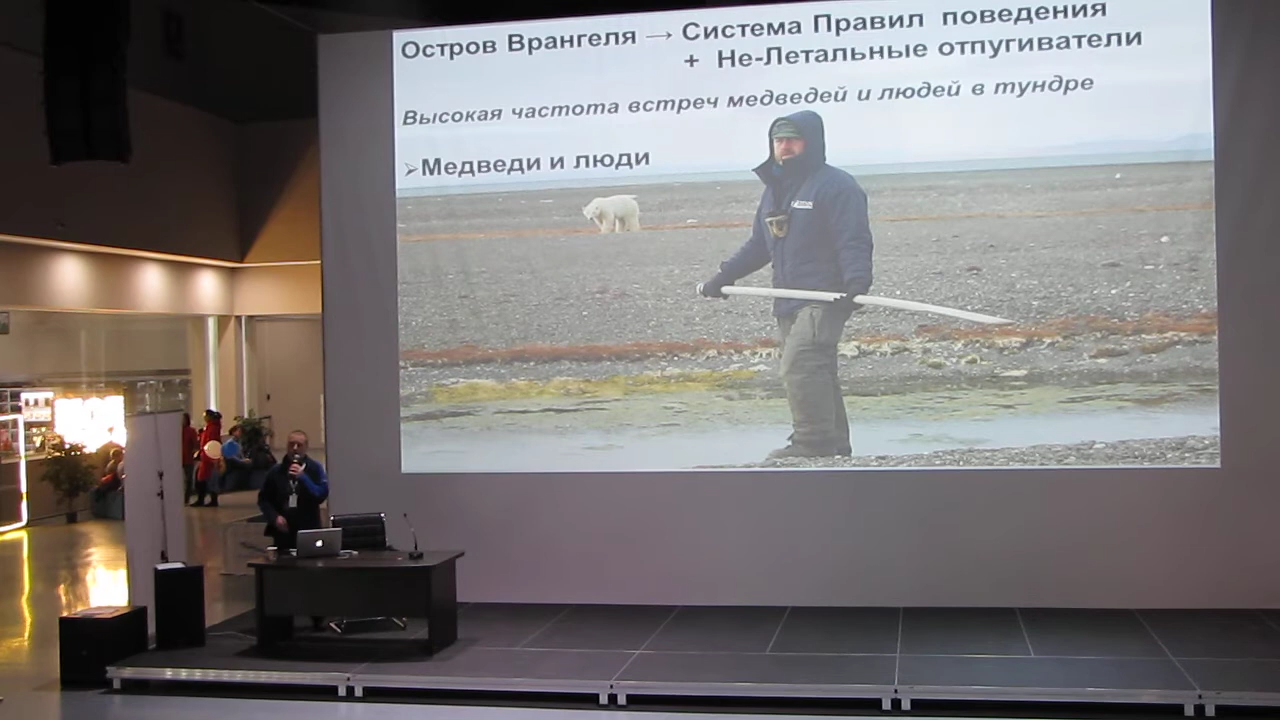 Остров Врангеля → Система Правил поведения
+ Не-Летальные отпугиватели
Высокая частота встреч медведей и людей в тундре
➢Медведи и люди